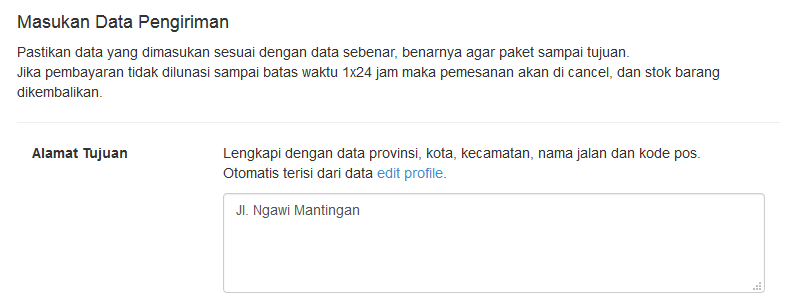 Masukan Data Pengiriman
Pastikan data yang dimasukan sesuai dengan data sebenar, benarnya agar paket sampai tujuan.
Jika pembayaran tidak dilunasi sampai batas waktu 1x24 jam maka pemesanan akan di cancel, dan stok barang
dikembalikan.
Alamat Tujuan
Lengkapi dengan data provinsi, kota, kecamatan, nama jalan dan kode pos.
Otomatis terisi dari data edit profile.
Jl. Ngawi Mantingan